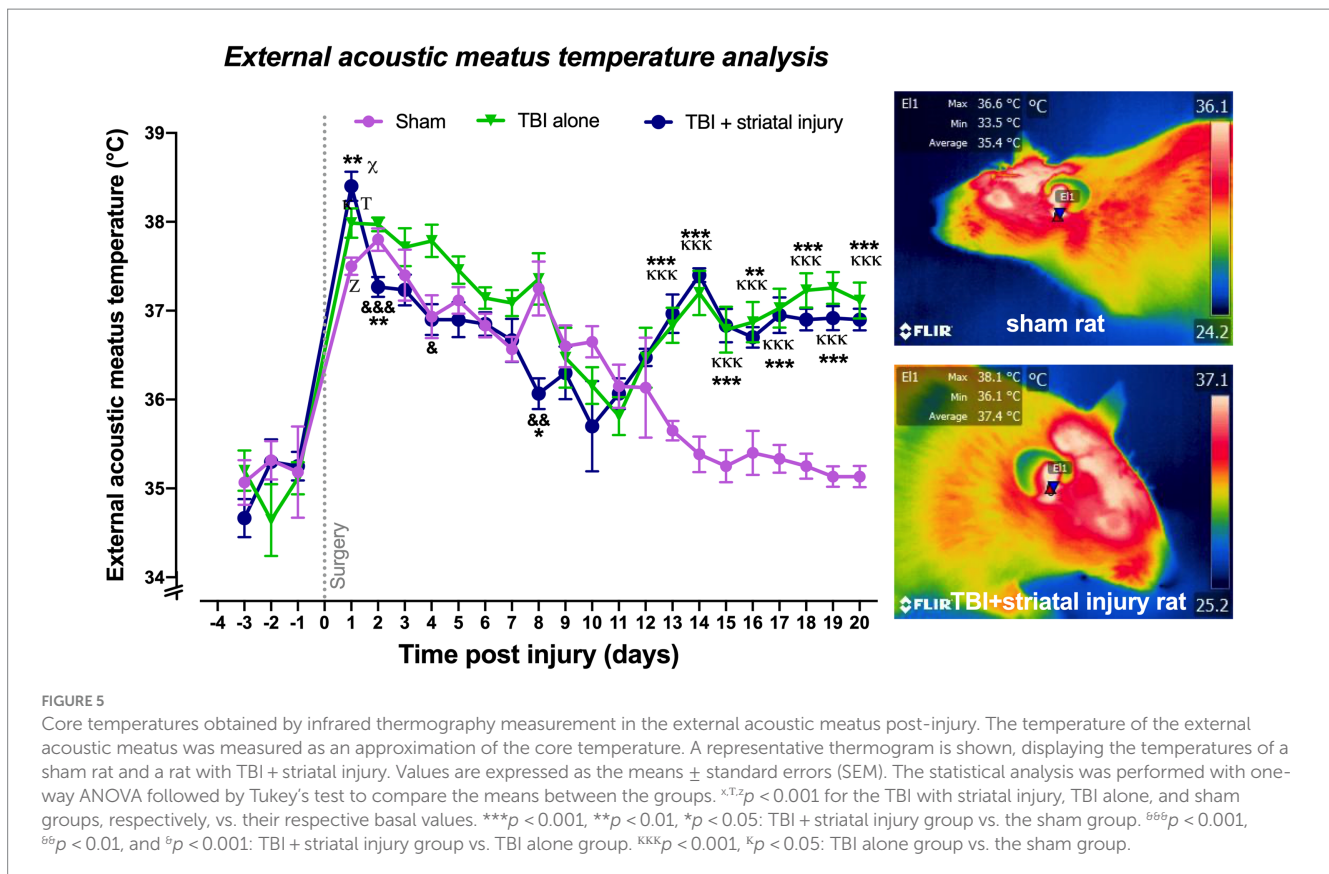 External acoustic meatus temperature analysis
Sham
TBI alone
TBI + striatal injury
External acoustic meatus temperature (°C)
39
38
37
36
35
34
** χ
T
Z
&&&
**
&
&&
*
***
KKK
***
KKK
KKK
***
**
KKK
KKK
***
***
KKK
KKK
***
***
KKK
Surgery
-4 -3 -2 -1 0 1 2 3 4 5 6 7 8 9 10 11 12 13 14 15 16 17 18 19 20
Time post injury (days)
El1 Max 36.6 °C °C 36.1
Min 33.5 °C
Average 35.4 °C
El1
FLIR sham rat 24.2
El1 Max 38.1 °C °C 37.1
Min 36.1 °C
Average 37.4 °C
El1
FLIR TBI+striatal injury rat 25.2
FIGURE 5
Core temperatures obtained by infrared thermography measurement in the external acoustic meatus post-injury. The temperature of the external
acoustic meatus was measured as an approximation of the core temperature. A representative thermogram is shown, displaying the temperatures of a
sham rat and a rat with TBI + striatal injury. Values are expressed as the means ± standard errors (SEM). The statistical analysis was performed with one-
way ANOVA followed by Tukey's test to compare the means between the groups. x,T,z p < 0.001 for the TBI with striatal injury, TBI alone, and sham
groups, respectively, vs. their respective basal values. ***p < 0.001, **p < 0.01, *p < 0.05: TBI + striatal injury group vs. the sham group. &&&p < 0.001,
&&p < 0.01, and &p < 0.001: TBI + striatal injury group vs. TBI alone group. KKKp < 0.001, Kp < 0.05: TBI alone group vs. the sham group.